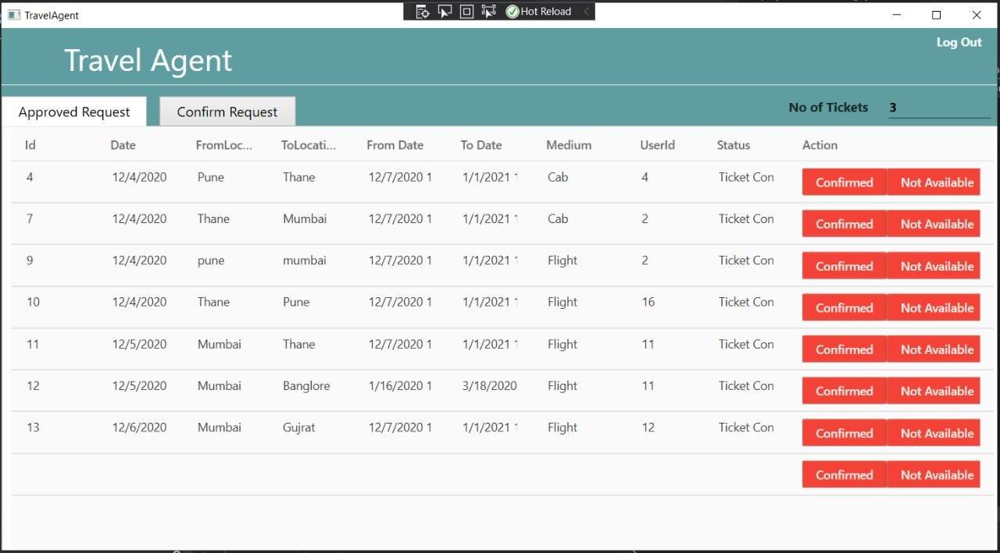 TravelAgent
Hot Reload
Log Out
Travel Agent
Approved Request Confirm Request No of Tickets 3
Id Date FromLoc... ToLocati... From Date To Date Medium UserId Status Action
4 12/4/2020 Pune Thane 12/7/2020 1 1/1/2021 1 Cab 4 Ticket Con Confirmed Not Available
7 12/4/2020 Thane Mumbai 12/7/2020 1 1/1/2021 1 Cab 2 Ticket Con Confirmed Not Available
9 12/4/2020 pune mumbai 12/7/2020 1 1/1/2021 1 Flight 2 Ticket Con Confirmed Not Available
10 12/4/2020 Thane Pune 12/7/2020 1 1/1/2021 1 Flight 16 Ticket Con Confirmed Not Available
11 12/5/2020 Mumbai Thane 12/7/2020 1 1/1/2021 1 Flight 11 Ticket Con Confirmed Not Available
12 12/5/2020 Mumbai Banglore 1/16/2020 1 3/18/2020 Flight 11 Ticket Con Confirmed Not Available
13 12/6/2020 Mumbai Gujrat 12/7/2020 1 1/1/2021 1 Flight 12 Ticket Con Confirmed Not Available
Confirmed Not Available